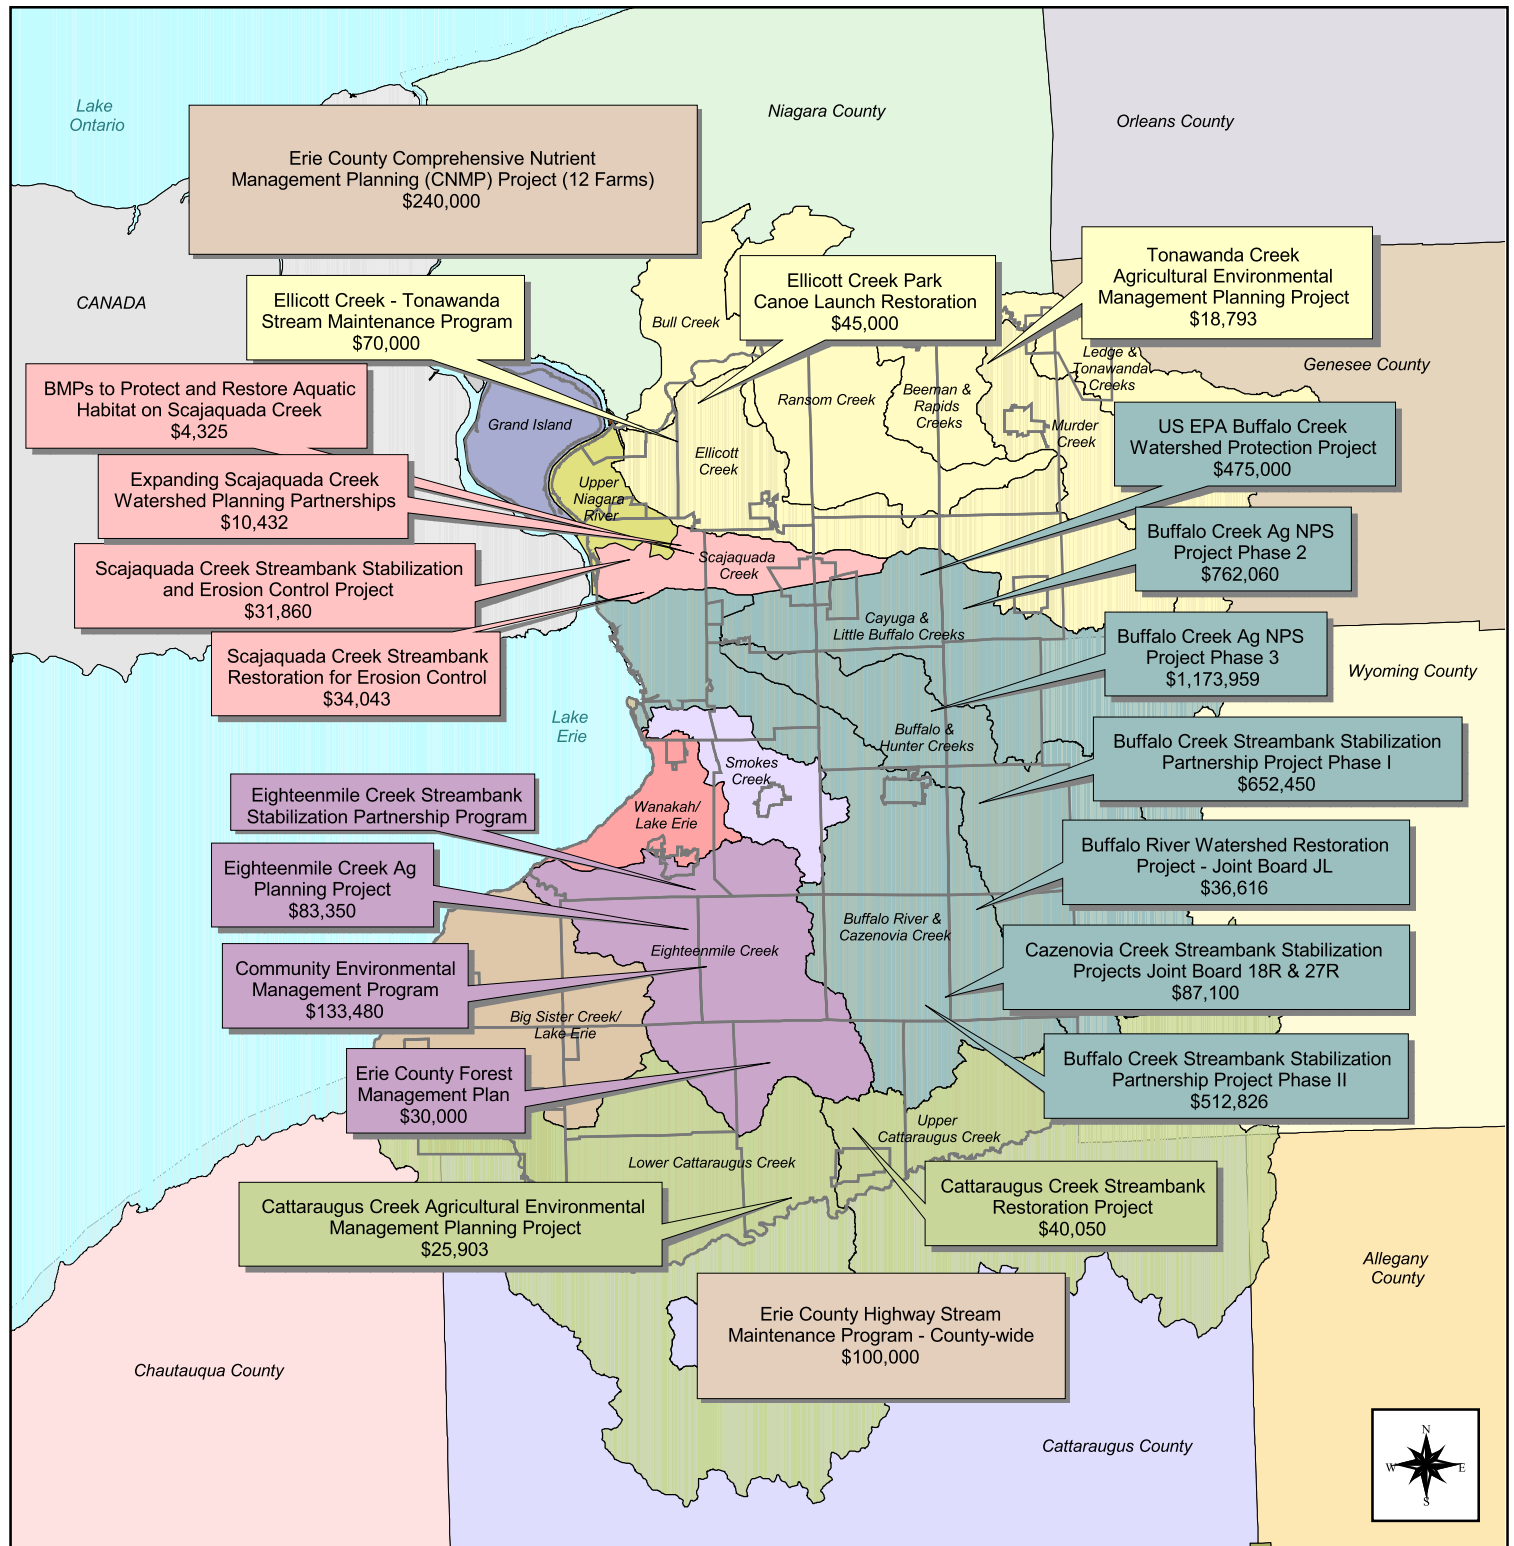 Lake
Ontario
Niagara County
Orleans County
Erie County Comprehensive Nutrient
Management Planning (CNMP) Project (12 Farms)
$240,000
CANADA
Ellicott Creek - Tonawanda
Stream Maintenance Program
$70,000
Bull Creek
Ellicott Creek Park
Canoe Launch Restoration
$45,000
Tonawanda Creek
Agricultural Environmental
Management Planning Project
$18,793
Genesee County
BMPs to Protect and Restore Aquatic
Habitat on Scajaquada Creek
$4,325
Grand Island
Ransom Creek
Beeman &
Rapids
Creeks
Ledge &
Tonawanda
Creeks
Murder
Creek
US EPA Buffalo Creek
Watershed Protection Project
$475,000
Expanding Scajaquada Creek
Watershed Planning Partnerships
$10,432
Upper
Niagara
River
Ellicott
Creek
Buffalo Creek Ag NPS
Project Phase 2
$762,060
Scajaquada Creek Streambank Stabilization
and Erosion Control Project
$31,860
Scajaquada
Creek
Cayuga &
Little Buffalo Creeks
Buffalo Creek Ag NPS
Project Phase 3
$1,173,959
Wyoming County
Scajaquada Creek Streambank
Restoration for Erosion Control
$34,043
Lake
Erie
Buffalo &
Hunter Creeks
Buffalo Creek Streambank Stabilization
Partnership Project Phase I
$652,450
Smokes
Creek
Eighteenmile Creek Streambank
Stabilization Partnership Program
Wanakah/
Lake Erie
Buffalo River Watershed Restoration
Project - Joint Board JL
$36,616
Eighteenmile Creek Ag
Planning Project
$83,350
Buffalo River &
Cazenovia Creek
Eighteenmile Creek
Cazenovia Creek Streambank Stabilization
Projects Joint Board 18R & 27R
$87,100
Community Environmental
Management Program
$133,480
Big Sister Creek/
Lake Erie
Erie County Forest
Management Plan
$30,000
Buffalo Creek Streambank Stabilization
Partnership Project Phase II
$512,826
Upper
Cattaraugus Creek
Lower Cattaraugus Creek
Cattaraugus Creek Agricultural Environmental
Management Planning Project
$25,903
Cattaraugus Creek Streambank
Restoration Project
$40,050
Allegany
County
Erie County Highway Stream
Maintenance Program - County-wide
$100,000
Chautauqua County
Cattaraugus County
N
W
E
S